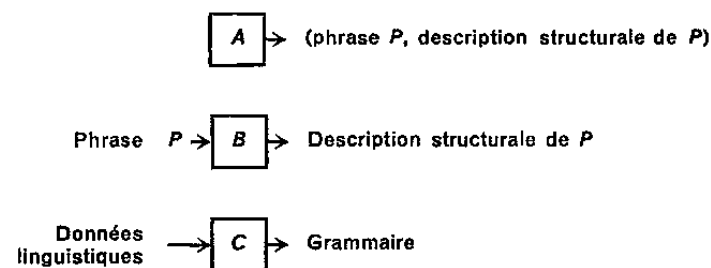 A → (phrase P, description structurale de P)
Phrase P → B → Description structurale de P
Données
linguistiques → C → Grammaire